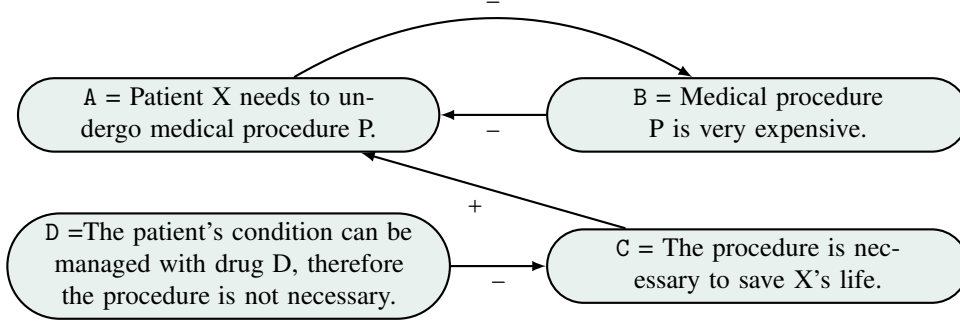 −
A = Patient X needs to un-
dergo medical procedure P.
B = Medical procedure
P is very expensive.
−
+
D =The patient's condition can be
managed with drug D, therefore
the procedure is not necessary.
−
C = The procedure is nec-
essary to save X's life.